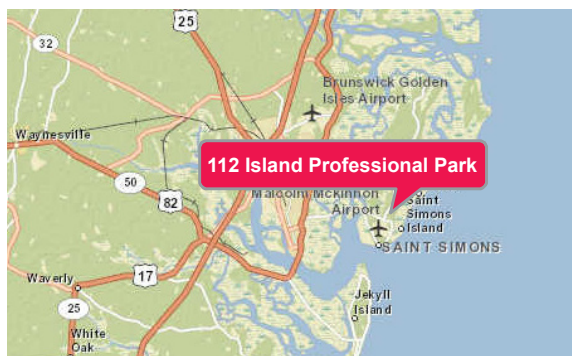 25
32
Brunswick Golden
Isles Airport
Waynesville
112 Island Professional Park
50
82
Malcolm McKinnon
Airport
Saint
Simons
Island
SAINT SIMONS
17
Waverly
25
White
Oak
Jekyll
Island